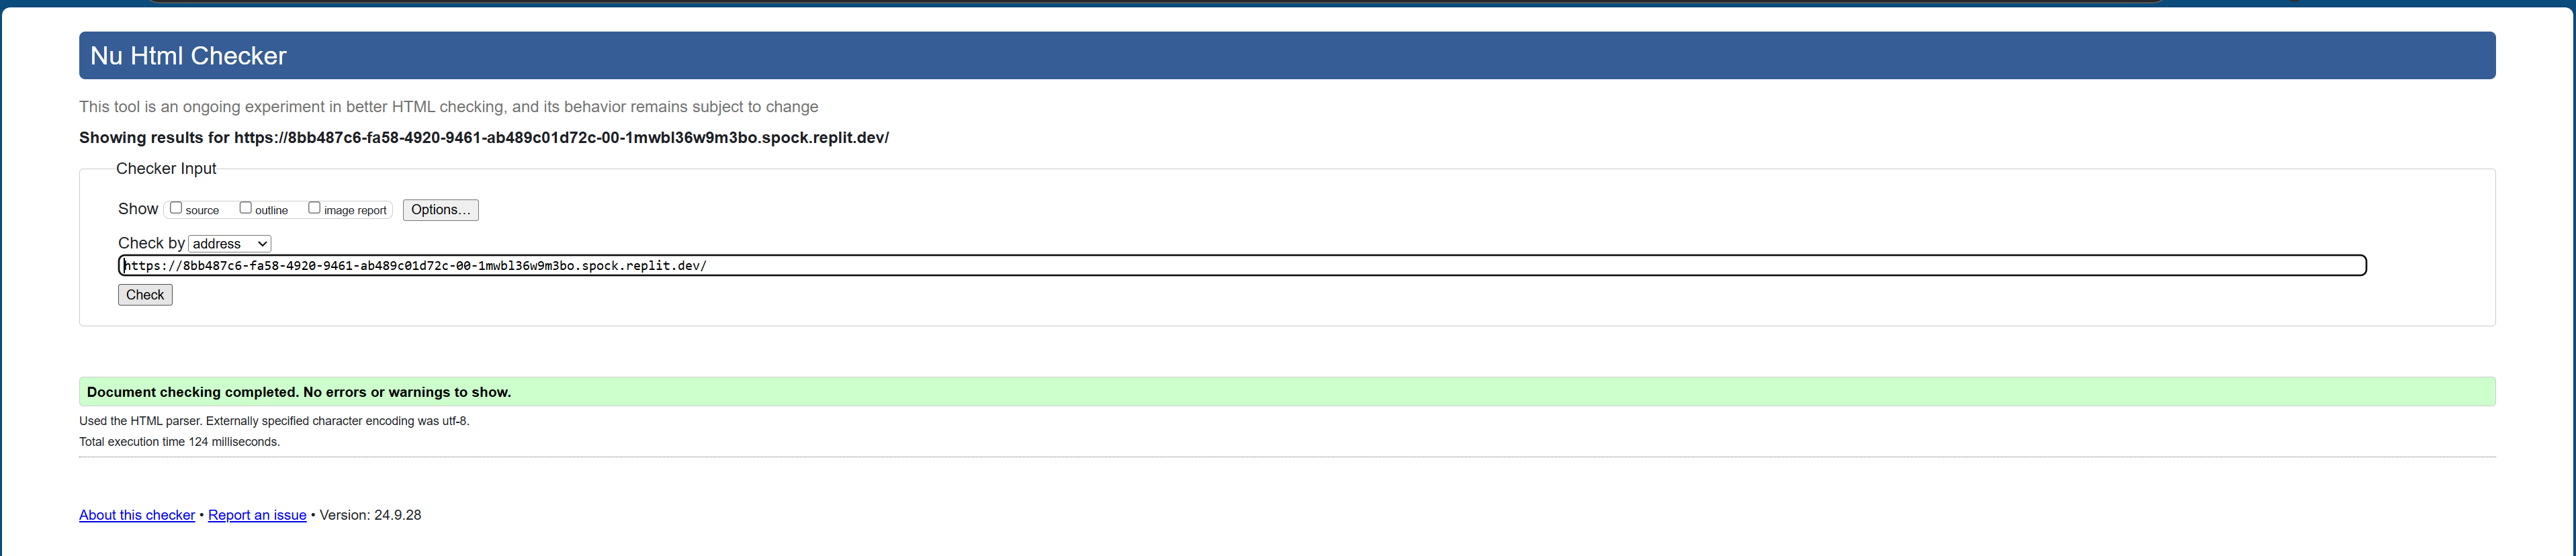 Nu Html Checker
This tool is an ongoing experiment in better HTML checking, and its behavior remains subject to change
Showing results for https://8bb487c6-fa58-4920-9461-ab489c01d72c-00-1mwbl36w9m3bo.spock.replit.dev/
Checker Input
Show source outline image report Options...
Check by address
https://8bb487c6-fa58-4920-9461-ab489c01d72c-00-1mwbl36w9m3bo.spock.replit.dev/
Check
Document checking completed. No errors or warnings to show.
Used the HTML parser. Externally specified character encoding was utf-8.
Total execution time 124 milliseconds.
About this checker • Report an issue • Version: 24.9.28